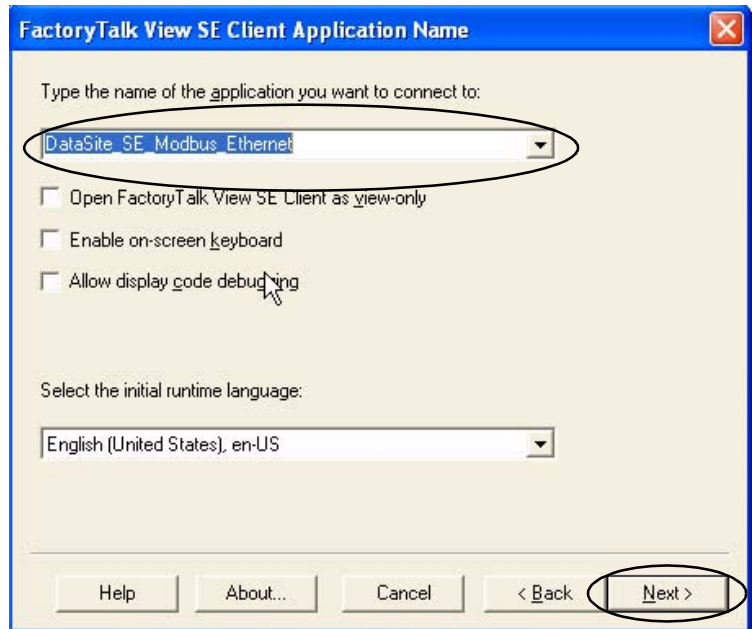 FactoryTalk View SE Client Application Name
Type the name of the application you want to connect to:
DataSite_SE_Modbus_Ethernet
Open FactoryTalk View SE Client as view-only
Enable on-screen keyboard
Allow display code debugging
Select the initial runtime language:
English (United States), en-US
Help About... Cancel < Back Next >